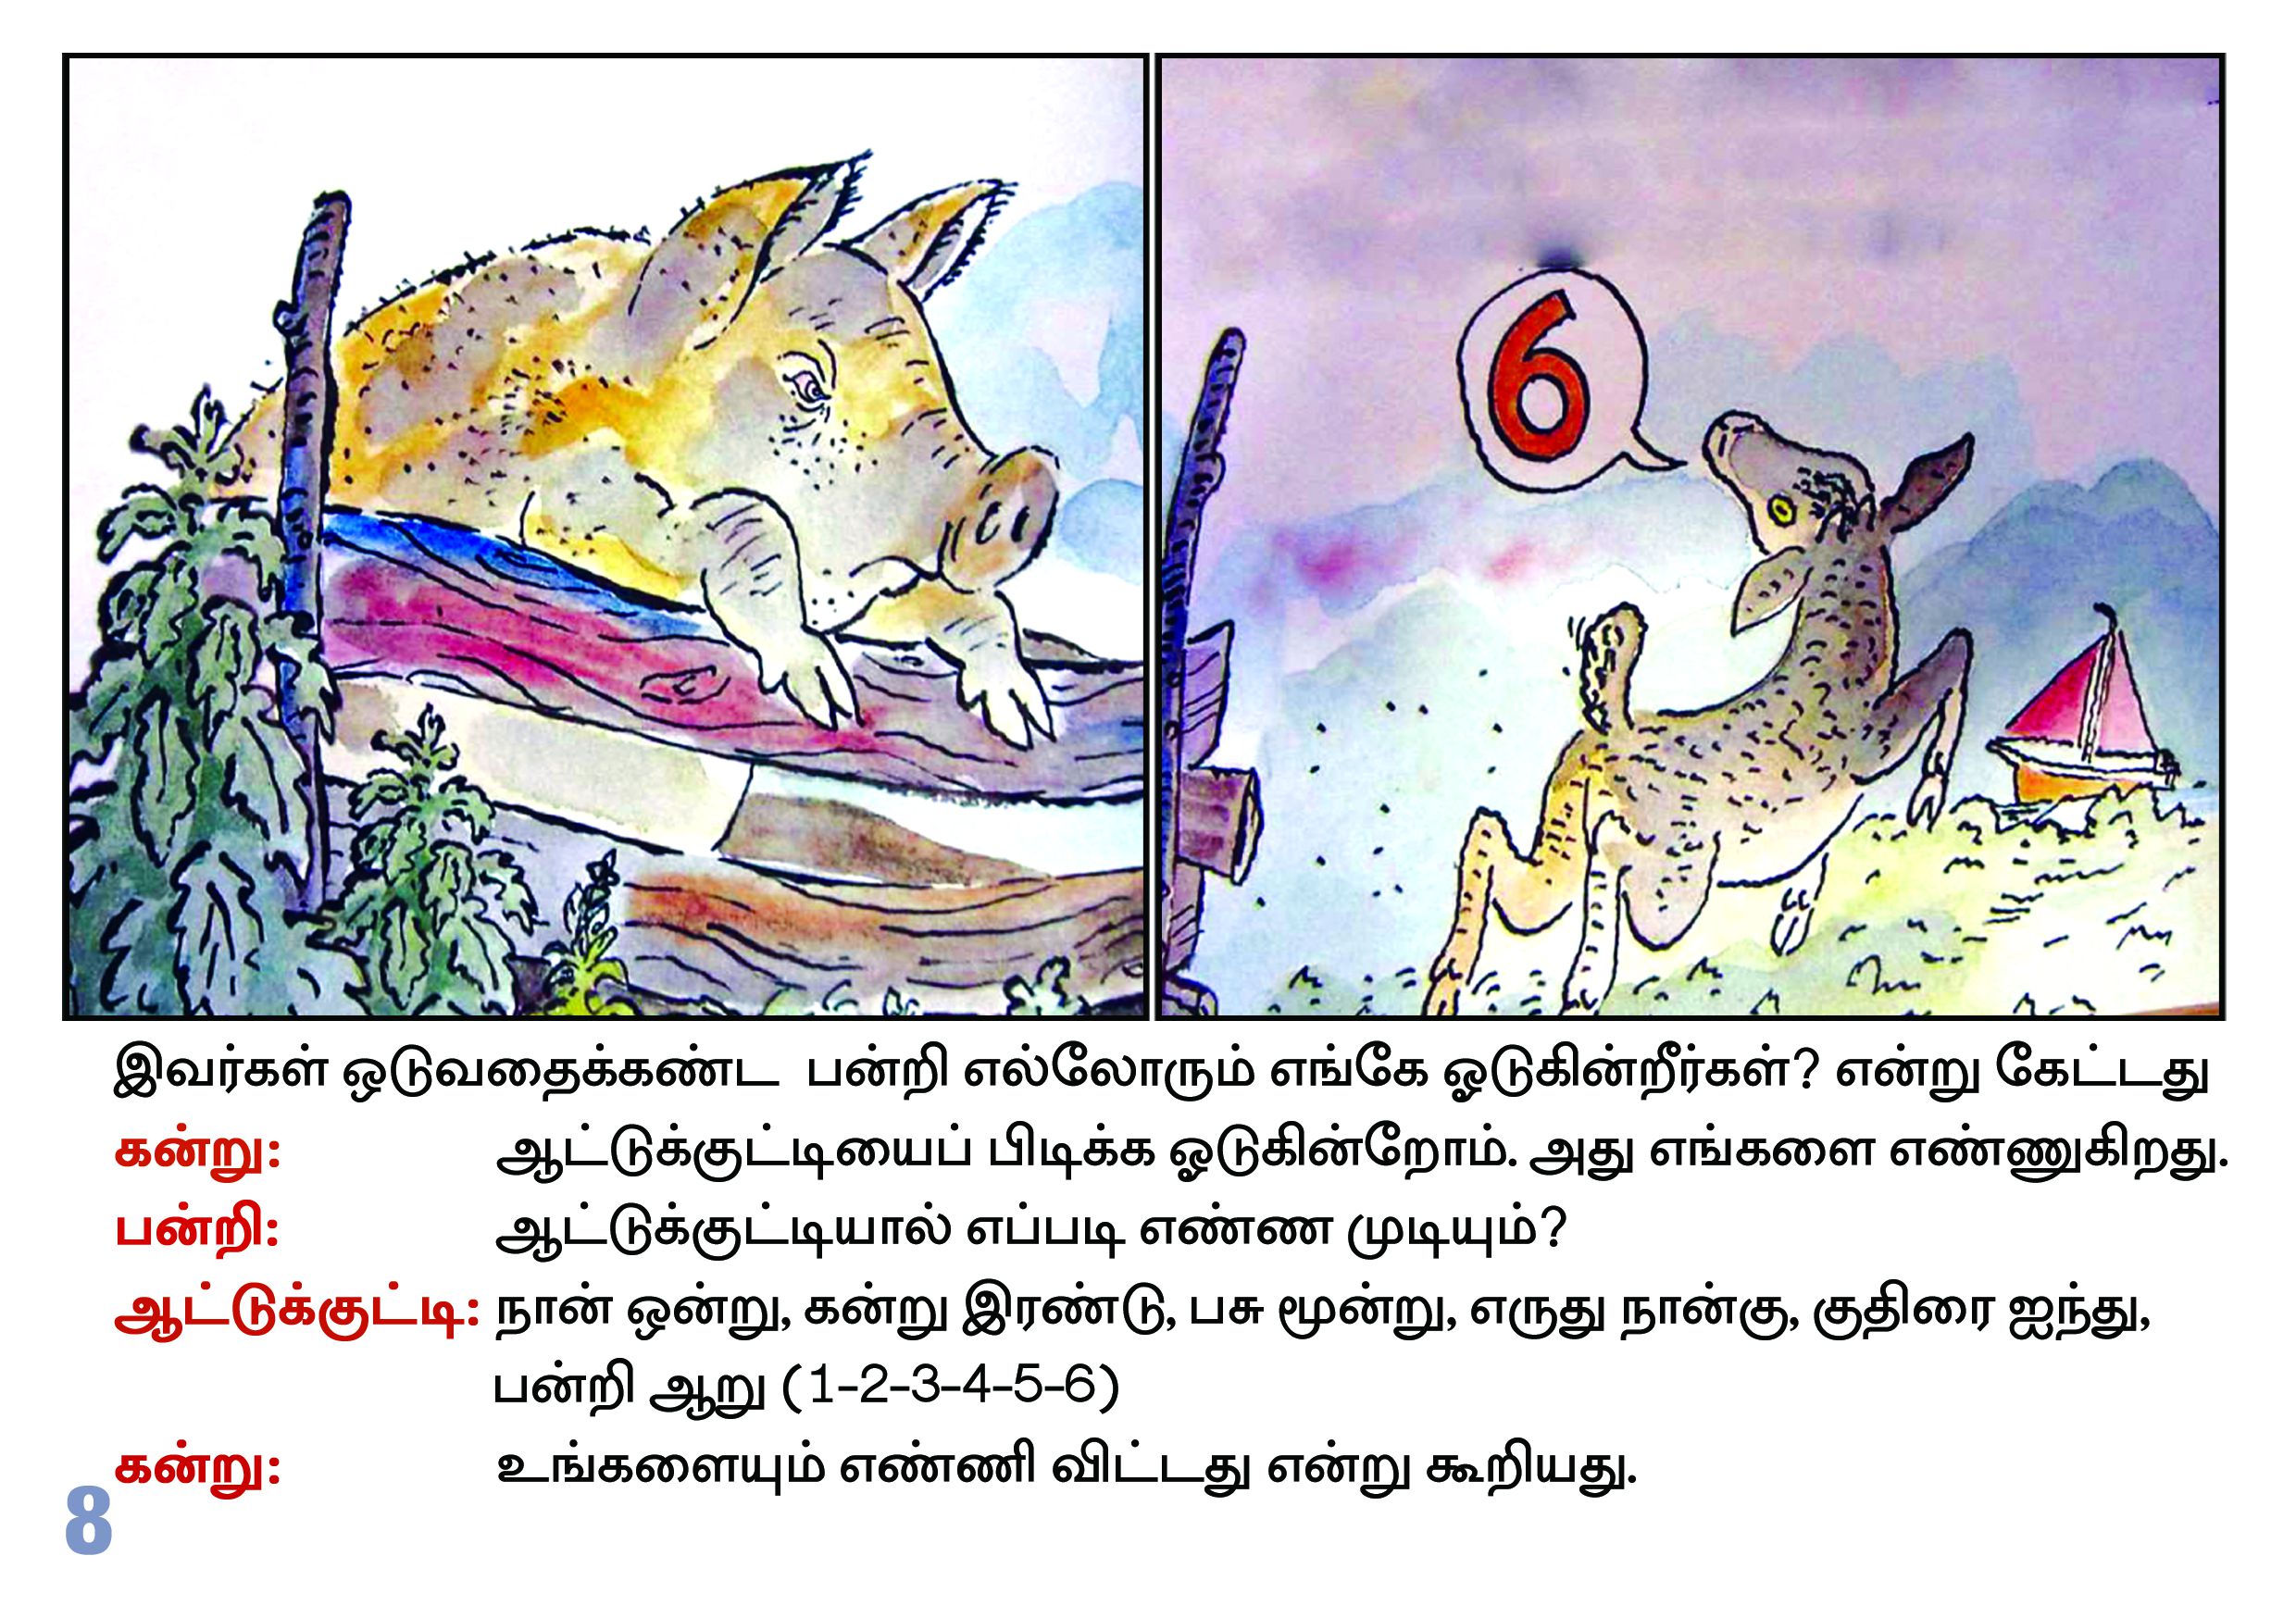 6
இவர்கள் ஒடுவதைக்கண்ட பன்றி எல்லோரும் எங்கே ஓடுகின்றீர்கள்? என்று கேட்டது
கன்று: ஆட்டுக்குட்டியைப் பிடிக்க ஓடுகின்றோம். அது எங்களை எண்ணுகிறது.
பன்றி: ஆட்டுக்குட்டியால் எப்படி எண்ண முடியும்?
ஆட்டுக்குட்டி: நான் ஒன்று, கன்று இரண்டு, பசு மூன்று, எருது நான்கு, குதிரை ஐந்து,
பன்றி ஆறு (1-2-3-4-5-6)
கன்று: உங்களையும் எண்ணி விட்டது என்று கூறியது.
8